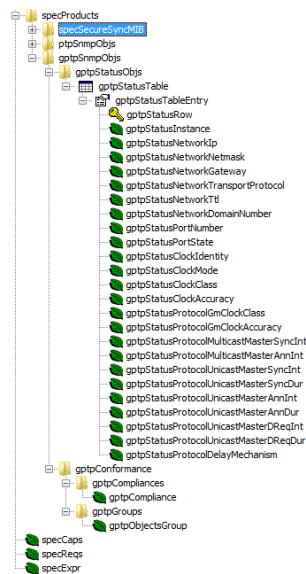 specProducts
specSecureSyncMIB
ptpSnmpObjs
gptpSnmpObjs
gptpStatusObjs
gptpStatusTable
gptpStatusTableEntry
gptpStatusRow
gptpStatusInstance
gptpStatusNetworkIp
gptpStatusNetworkNetmask
gptpStatusNetworkGateway
gptpStatusNetworkTransportProtocol
gptpStatusNetworkTtl
gptpStatusNetworkDomainNumber
gptpStatusPortNumber
gptpStatusPortState
gptpStatusClockIdentity
gptpStatusClockMode
gptpStatusClockClass
gptpStatusClockAccuracy
gptpStatusProtocolGmClockClass
gptpStatusProtocolGmClockAccuracy
gptpStatusProtocolMulticastMasterSyncInt
gptpStatusProtocolMulticastMasterAnnInt
gptpStatusProtocolUnicastMasterSyncInt
gptpStatusProtocolUnicastMasterSyncDur
gptpStatusProtocolUnicastMasterAnnInt
gptpStatusProtocolUnicastMasterAnnDur
gptpStatusProtocolUnicastMasterDReqInt
gptpStatusProtocolUnicastMasterDReqDur
gptpStatusProtocolDelayMechanism
gptpConformance
gptpCompliances
gptpCompliance
gptpGroups
gptpObjectsGroup
specCaps
specReqs
specExpr